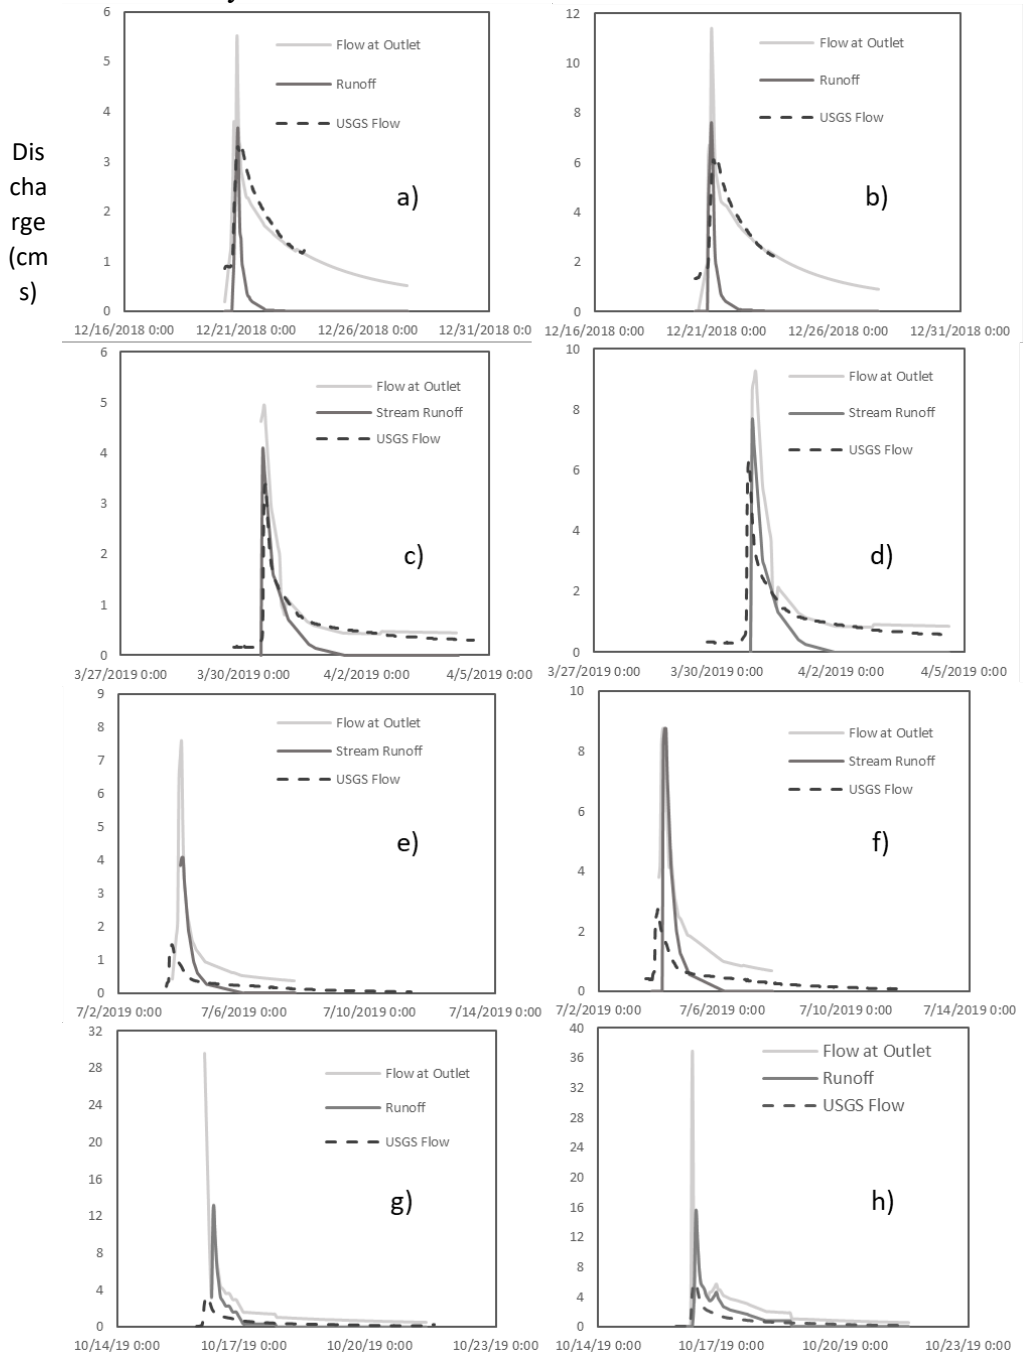 6
5
4
3
2
1
0
Flow at Outlet
Runoff
USGS Flow
a)
12/16/2018 0:00
12/21/2018 0:00
12/26/2018 0:00
12/31/2018 0:00
12
10
8
6
4
2
0
Flow at Outlet
Runoff
USGS Flow
b)
12/16/2018 0:00
12/21/2018 0:00
12/26/2018 0:00
12/31/2018 0:00
Dis
cha
rge
(cm
s)
6
5
4
3
2
1
0
Flow at Outlet
Stream Runoff
USGS Flow
c)
3/27/2019 0:00
3/30/2019 0:00
4/2/2019 0:00
4/5/2019 0:00
10
8
6
4
2
0
Flow at Outlet
Stream Runoff
USGS Flow
d)
3/27/2019 0:00
3/30/2019 0:00
4/2/2019 0:00
4/5/2019 0:00
9
8
7
6
5
4
3
2
1
0
Flow at Outlet
Stream Runoff
USGS Flow
e)
7/2/2019 0:00
7/6/2019 0:00
7/10/2019 0:00
7/14/2019 0:00
10
8
6
4
2
0
Flow at Outlet
Stream Runoff
USGS Flow
f)
7/2/2019 0:00
7/6/2019 0:00
7/10/2019 0:00
7/14/2019 0:00
32
28
24
20
16
12
8
4
0
Flow at Outlet
Runoff
USGS Flow
g)
10/14/19 0:00
10/17/19 0:00
10/20/19 0:00
10/23/19 0:00
40
36
32
28
24
20
16
12
8
4
0
Flow at Outlet
Runoff
USGS Flow
h)
10/14/19 0:00
10/17/19 0:00
10/20/19 0:00
10/23/19 0:00